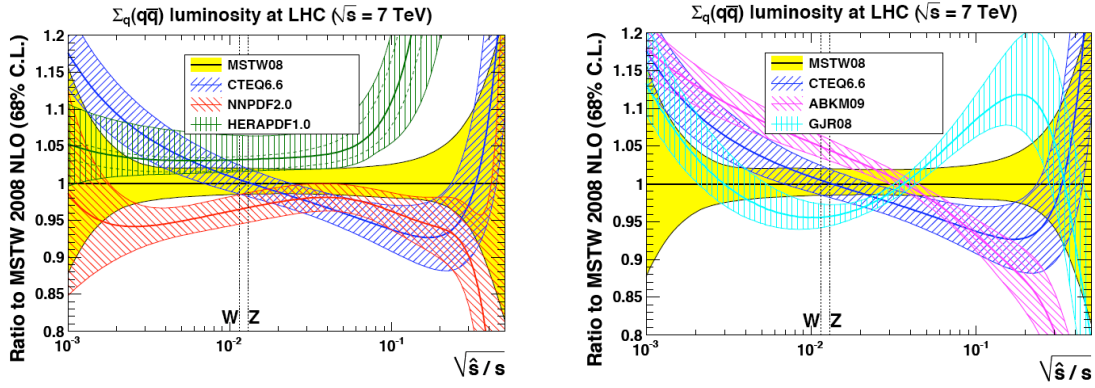 Σq(qq̅) luminosity at LHC (√s = 7 TeV)
Ratio to MSTW 2008 NLO (68% C.L.)
1.2
1.15
1.1
1.05
1
0.95
0.9
0.85
0.8
MSTW08
CTEQ6.6
NNPDF2.0
HERAPDF1.0
W Z
10⁻³ 10⁻² 10⁻¹
√ŝ / s
Σq(qq̅) luminosity at LHC (√s = 7 TeV)
Ratio to MSTW 2008 NLO (68% C.L.)
1.2
1.15
1.1
1.05
1
0.95
0.9
0.85
0.8
MSTW08
CTEQ6.6
ABKM09
GJR08
W Z
10⁻³ 10⁻² 10⁻¹
√ŝ / s